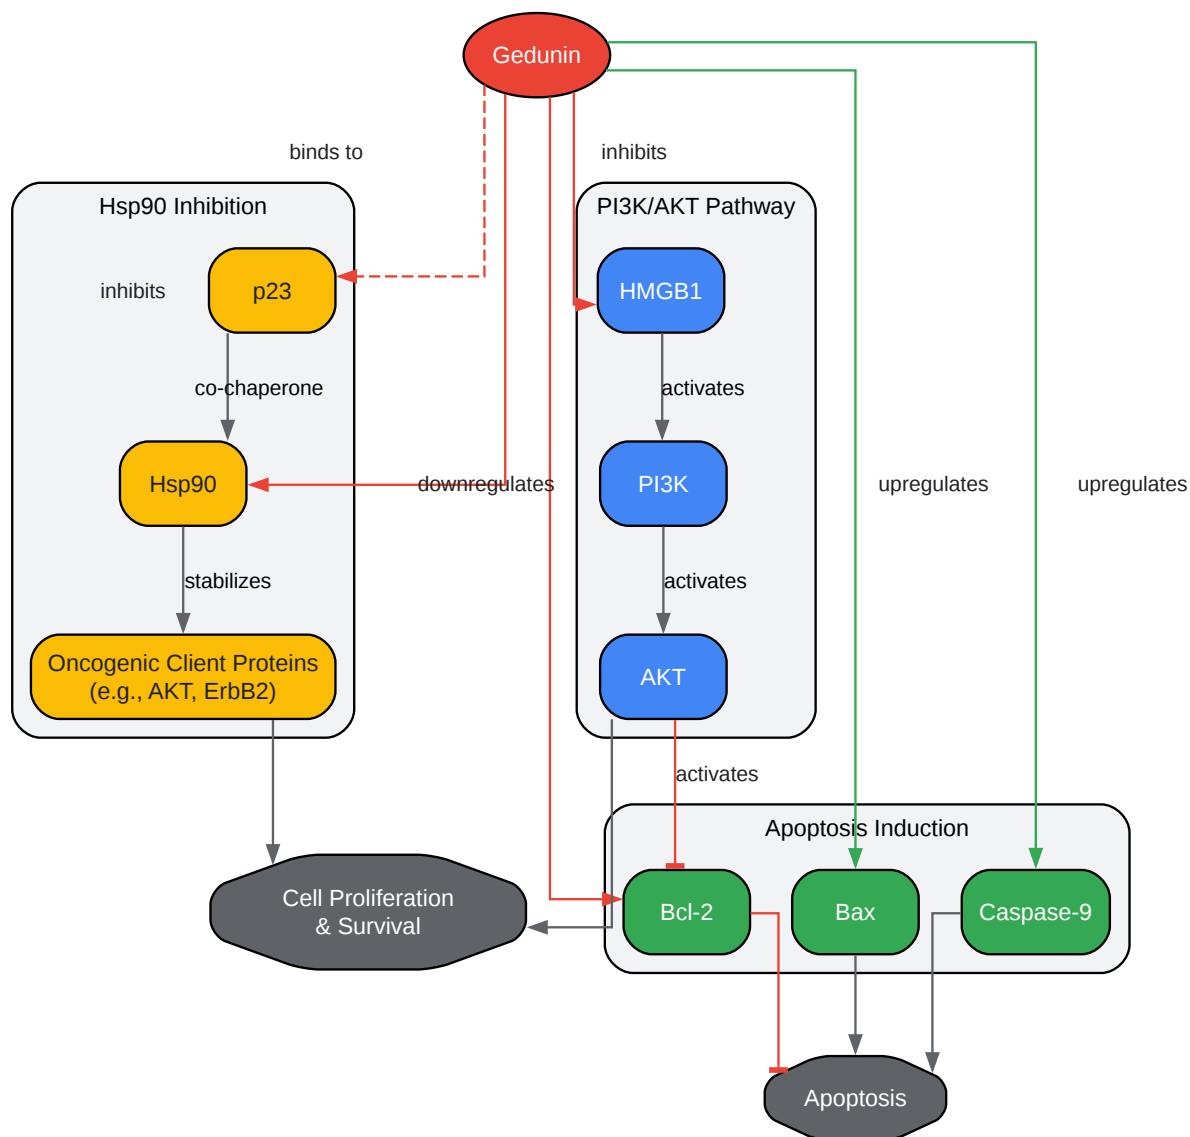 Gedunin
binds to
inhibits
Hsp90 Inhibition
PI3K/AKT Pathway
inhibits
p23
HMGB1
co-chaperone
activates
Hsp90
downregulates
PI3K
upregulates
upregulates
stabilizes
activates
Oncogenic Client Proteins
(e.g., AKT, ErbB2)
AKT
activates
Apoptosis Induction
Cell Proliferation
& Survival
Bcl-2
Bax
Caspase-9
Apoptosis